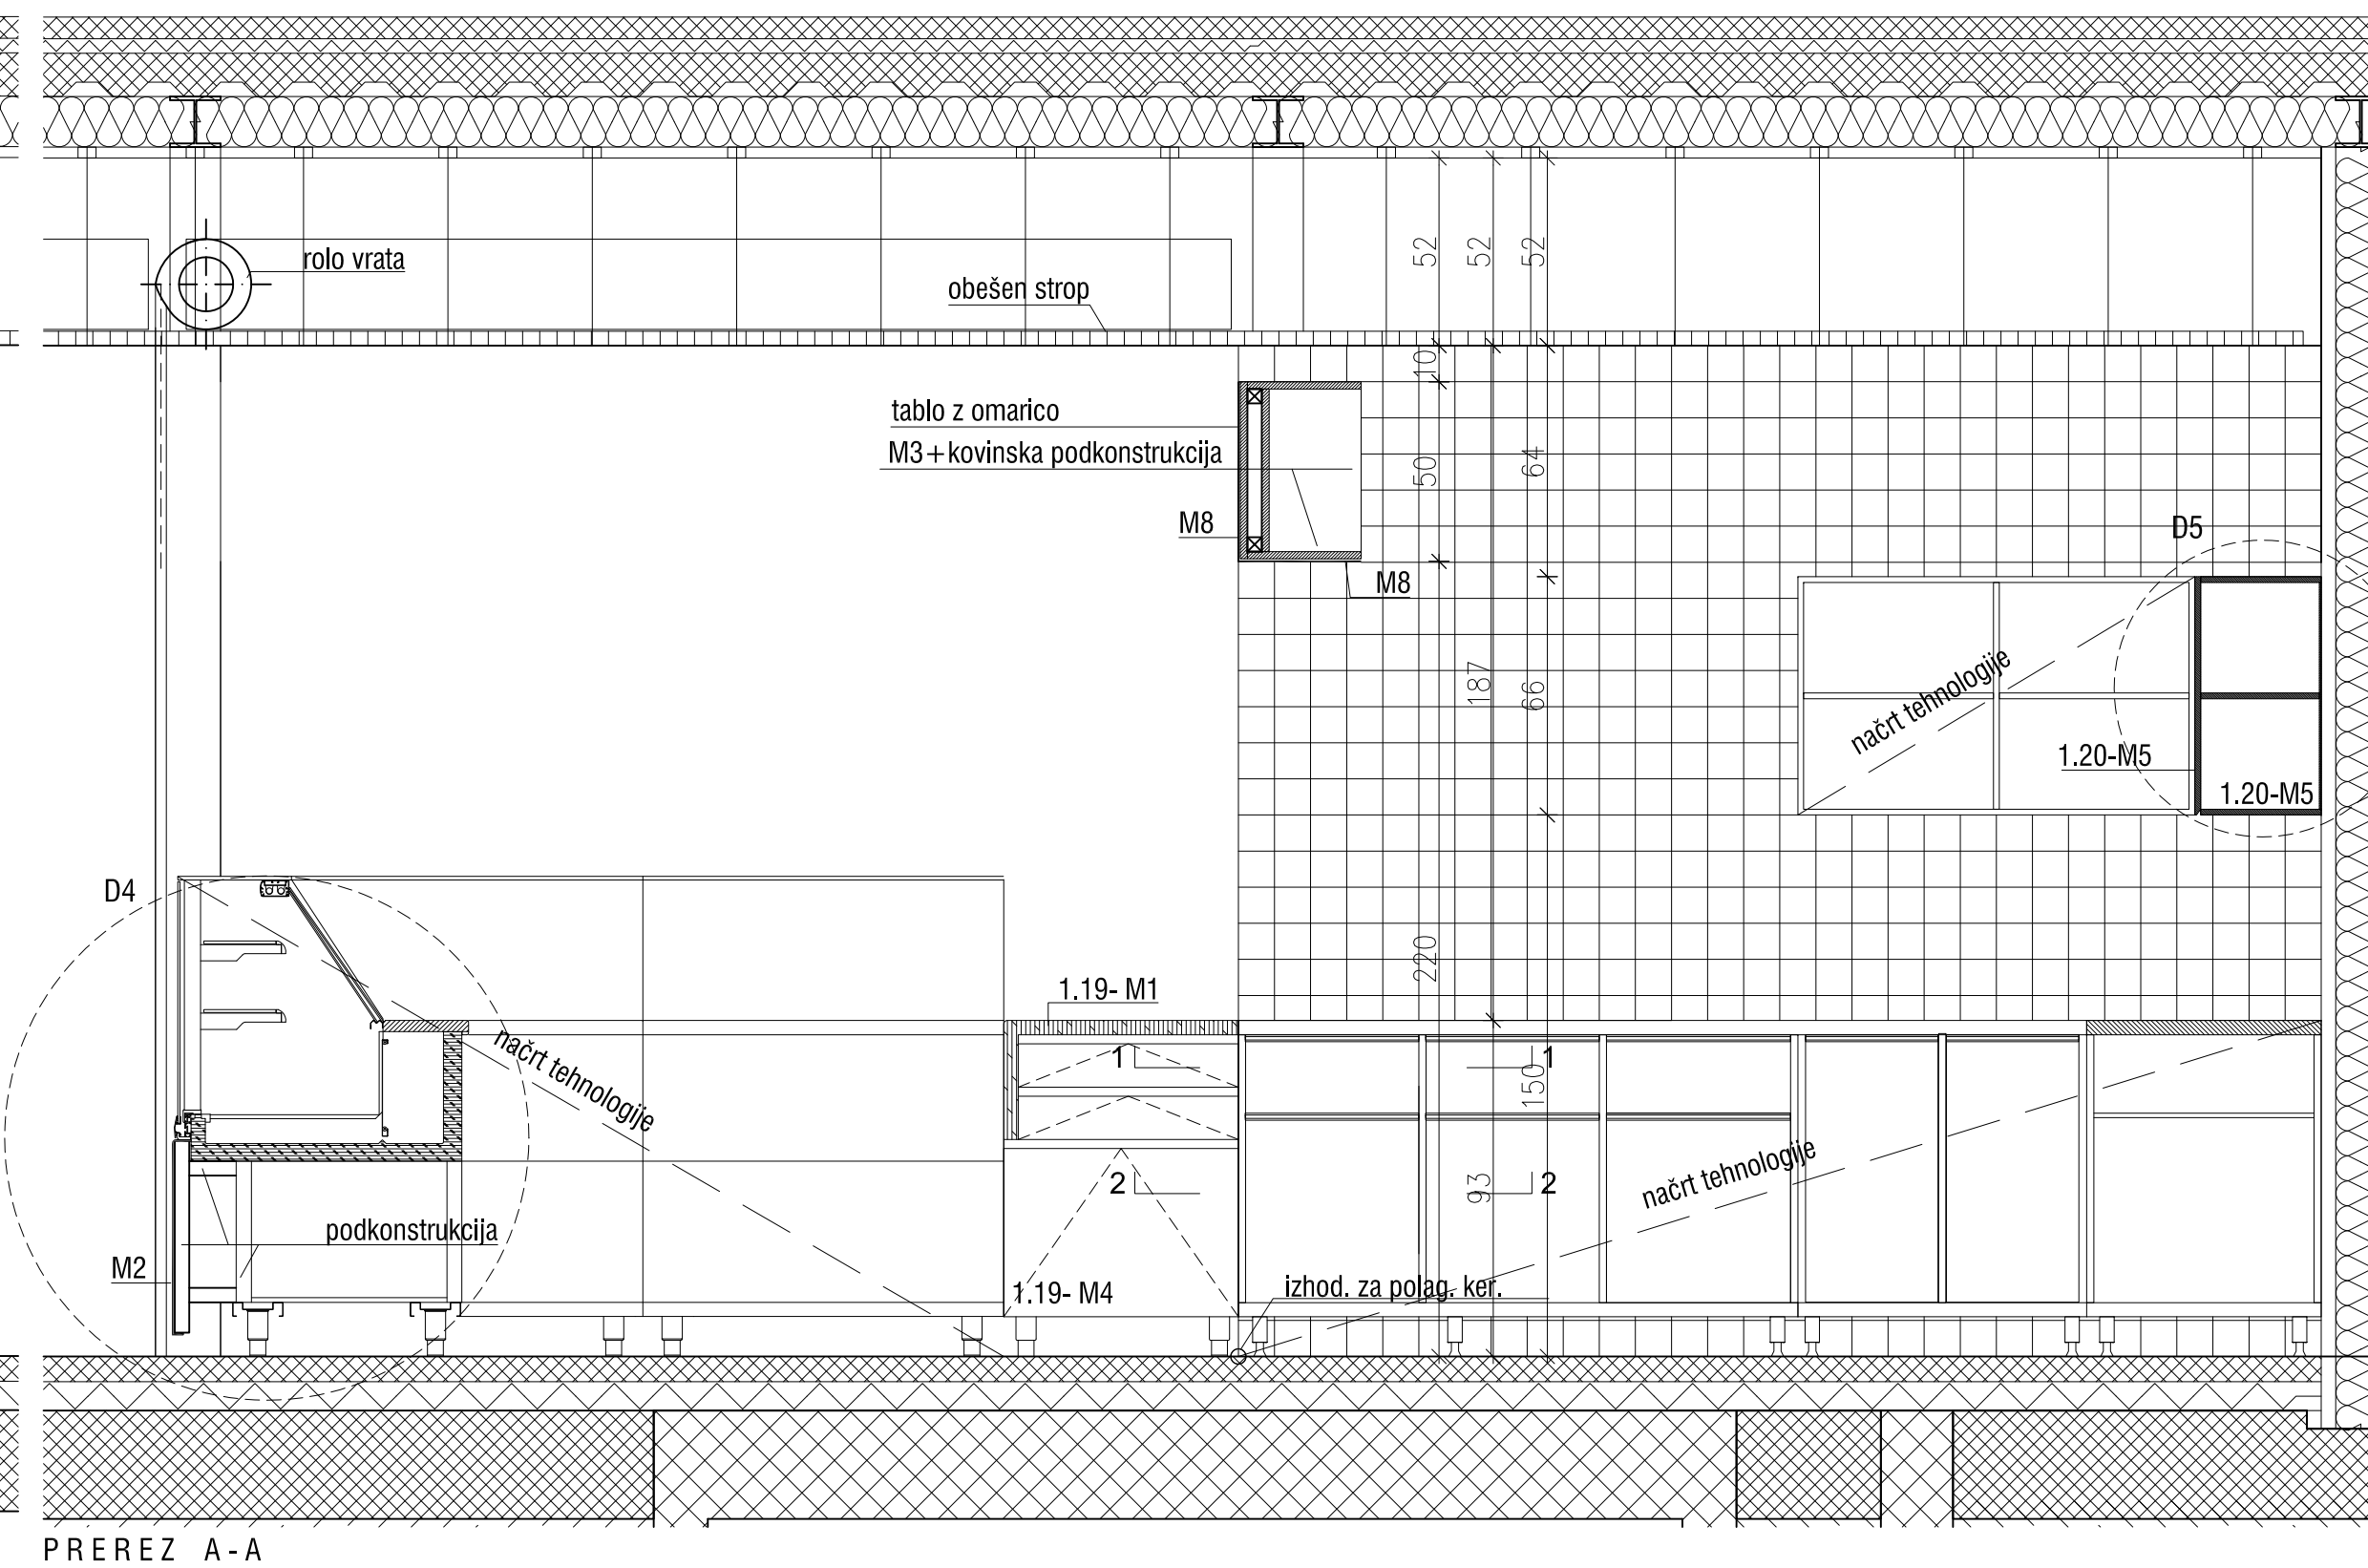 rolo vrata
52
52
52
obešen strop
10
tablo z omarico
M3+kovinska podkonstrukcija
50
64
M8
D5
M8
187
66
načrt tehnologije
1.20-M5
1.20-M5
D4
220
1.19- M1
načrt tehnologije
1
1
150
2
93
2
načrt tehnologije
podkonstrukcija
M2
1.19- M4
izhod. za polag. ker.
PREREZ A-A